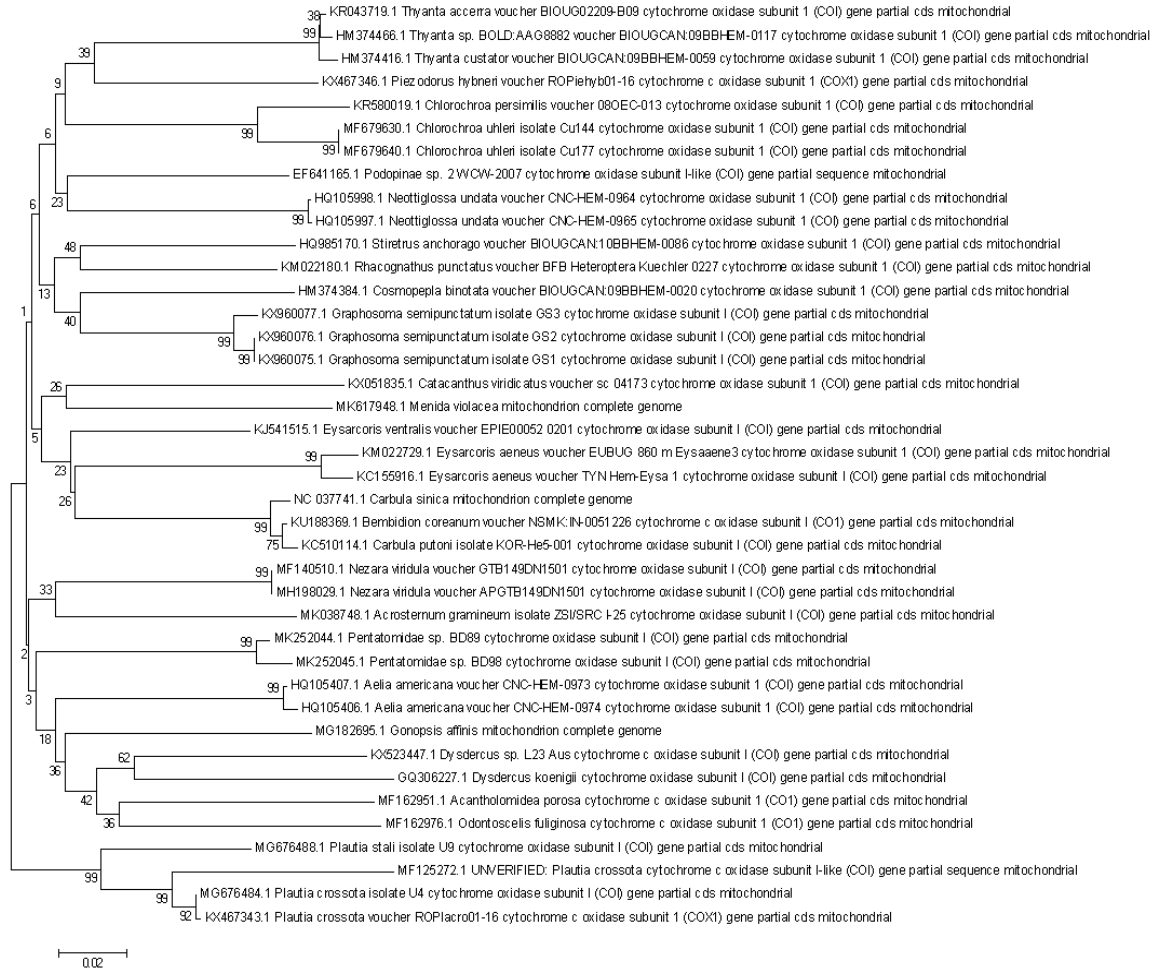 38 KR043719.1 Thyanta accerra voucher BIOUG02209-B09 cytochrome oxidase subunit 1 (COI) gene partial cds mitochondrial
99 HM374466.1 Thyanta sp. BOLD:AAG8882 voucher BIOUGCAN:09BBHEM-0117 cytochrome oxidase subunit 1 (COI) gene partial cds mitochondrial
39
HM374416.1 Thyanta custator voucher BIOUGCAN:09BBHEM-0059 cytochrome oxidase subunit 1 (COI) gene partial cds mitochondrial
9
KX467346.1 Piezodorus hybneri voucher ROPiehyb01-16 cytochrome c oxidase subunit 1 (COX1) gene partial cds mitochondrial
KR580019.1 Chlorochroa persimilis voucher 08OEC-013 cytochrome oxidase subunit 1 (COI) gene partial cds mitochondrial
99
MF679630.1 Chlorochroa uhleri isolate Cu144 cytochrome oxidase subunit 1 (COI) gene partial cds mitochondrial
6
99 MF679640.1 Chlorochroa uhleri isolate Cu177 cytochrome oxidase subunit 1 (COI) gene partial cds mitochondrial
EF641165.1 Podopinae sp. 2 WCW-2007 cytochrome oxidase subunit I-like (COI) gene partial sequence mitochondrial
23
HQ105998.1 Neottiglossa undata voucher CNC-HEM-0964 cytochrome oxidase subunit 1 (COI) gene partial cds mitochondrial
6
99 HQ105997.1 Neottiglossa undata voucher CNC-HEM-0965 cytochrome oxidase subunit 1 (COI) gene partial cds mitochondrial
48 HQ985170.1 Stiretrus anchorago voucher BIOUGCAN:10BBHEM-0086 cytochrome oxidase subunit 1 (COI) gene partial cds mitochondrial
KM022180.1 Rhacognathus punctatus voucher BFB Heteroptera Kuechler 0227 cytochrome oxidase subunit 1 (COI) gene partial cds mitochondrial
13
HM374384.1 Cosmopepla binotata voucher BIOUGCAN:09BBHEM-0020 cytochrome oxidase subunit 1 (COI) gene partial cds mitochondrial
1
40
KX960077.1 Graphosoma semipunctatum isolate GS3 cytochrome oxidase subunit I (COI) gene partial cds mitochondrial
99 KX960076.1 Graphosoma semipunctatum isolate GS2 cytochrome oxidase subunit I (COI) gene partial cds mitochondrial
99 KX960075.1 Graphosoma semipunctatum isolate GS1 cytochrome oxidase subunit I (COI) gene partial cds mitochondrial
26 KX051835.1 Catacanthus viridicatus voucher sc 04173 cytochrome oxidase subunit 1 (COI) gene partial cds mitochondrial
MK617948.1 Menida violacea mitochondrion complete genome
5
KJ541515.1 Eysarcoris ventralis voucher EPIE00052 0201 cytochrome oxidase subunit I (COI) gene partial cds mitochondrial
99 KM022729.1 Eysarcoris aeneus voucher EUBUG 860 m Eysaaene3 cytochrome oxidase subunit 1 (COI) gene partial cds mitochondrial
23
KC155916.1 Eysarcoris aeneus voucher TYN Hem-Eysa 1 cytochrome oxidase subunit I (COI) gene partial cds mitochondrial
26
NC 037741.1 Carbula sinica mitochondrion complete genome
99 KU188369.1 Bembidion coreanum voucher NSMK:IN-0051226 cytochrome c oxidase subunit I (CO1) gene partial cds mitochondrial
75 KC510114.1 Carbula putoni isolate KOR-He5-001 cytochrome oxidase subunit I (COI) gene partial cds mitochondrial
99 MF140510.1 Nezara viridula voucher GTB149DN1501 cytochrome oxidase subunit I (COI) gene partial cds mitochondrial
33 MH198029.1 Nezara viridula voucher APGTB149DN1501 cytochrome oxidase subunit I (COI) gene partial cds mitochondrial
MK038748.1 Acrosternum gramineum isolate ZSI/SRC I-25 cytochrome oxidase subunit I (COI) gene partial cds mitochondrial
99 MK252044.1 Pentatomidae sp. BD89 cytochrome oxidase subunit I (COI) gene partial cds mitochondrial
2
MK252045.1 Pentatomidae sp. BD98 cytochrome oxidase subunit I (COI) gene partial cds mitochondrial
99 HQ105407.1 Aelia americana voucher CNC-HEM-0973 cytochrome oxidase subunit 1 (COI) gene partial cds mitochondrial
3
HQ105406.1 Aelia americana voucher CNC-HEM-0974 cytochrome oxidase subunit 1 (COI) gene partial cds mitochondrial
18
MG182695.1 Gonopsis affinis mitochondrion complete genome
62 KX523447.1 Dysdercus sp. L23 Aus cytochrome c oxidase subunit I (COI) gene partial cds mitochondrial
36
GQ306227.1 Dysdercus koenigii cytochrome oxidase subunit I (COI) gene partial cds mitochondrial
42
MF162951.1 Acantholomidea porosa cytochrome c oxidase subunit 1 (CO1) gene partial cds mitochondrial
36
MF162976.1 Odontoscelis fuliginosa cytochrome c oxidase subunit 1 (CO1) gene partial cds mitochondrial
MG676488.1 Plautia stali isolate U9 cytochrome oxidase subunit I (COI) gene partial cds mitochondrial
99
MF125272.1 UNVERIFIED: Plautia crossota cytochrome c oxidase subunit I-like (COI) gene partial sequence mitochondrial
99 MG676484.1 Plautia crossota isolate U4 cytochrome oxidase subunit I (COI) gene partial cds mitochondrial
92 KX467343.1 Plautia crossota voucher ROPlacro01-16 cytochrome c oxidase subunit 1 (COX1) gene partial cds mitochondrial
0.02